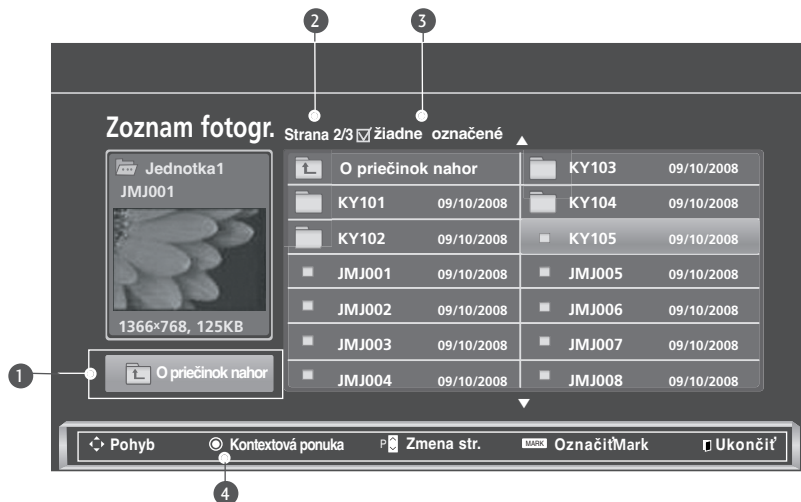 2 3
Zoznam fotogr. Strana 2/3 žiadne označené
Jednotka1
JMJ001
1366x768, 125KB
1 O priečinok nahor
O priečinok nahor
KY101 09/10/2008
KY102 09/10/2008
JMJ001 09/10/2008
JMJ002 09/10/2008
JMJ003 09/10/2008
JMJ004 09/10/2008
KY103 09/10/2008
KY104 09/10/2008
KY105 09/10/2008
JMJ005 09/10/2008
JMJ006 09/10/2008
JMJ007 09/10/2008
JMJ008 09/10/2008
Pohyb Kontextová ponuka P Zmena str. MARK OznačiťMark Ukončiť
4